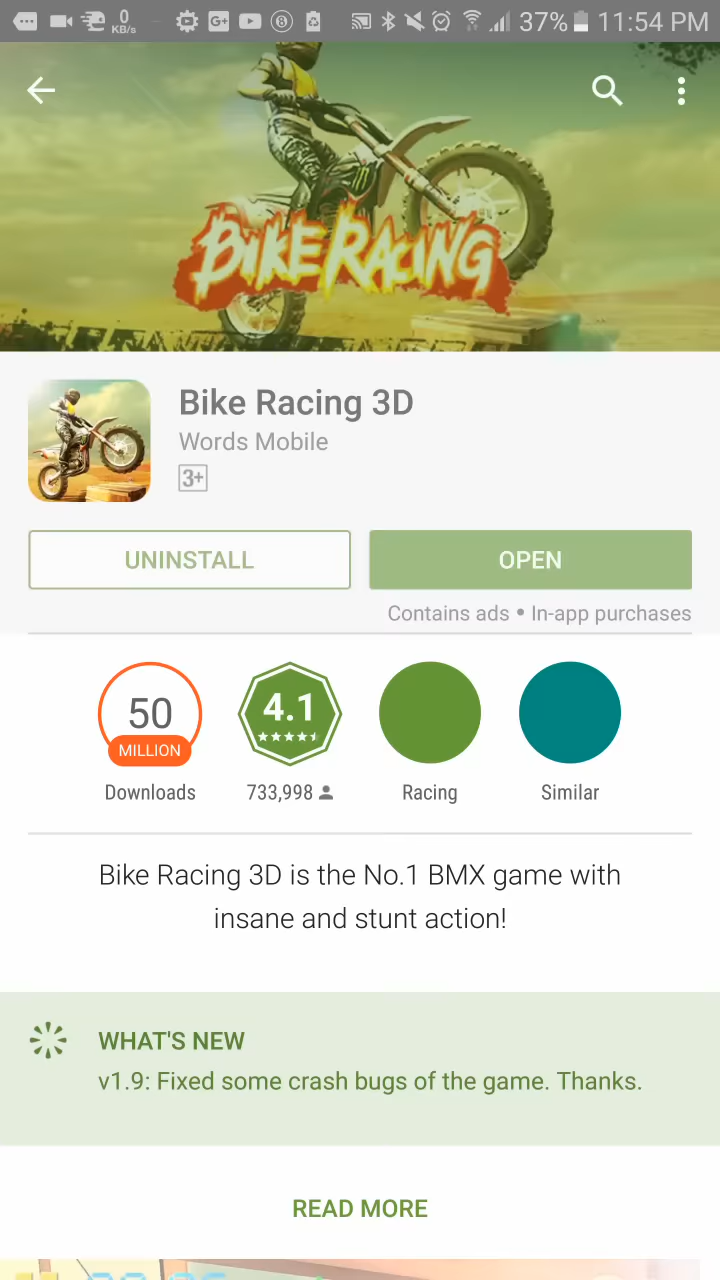 0
KB/s
37%
11:54 PM
BIKE RACING
Bike Racing 3D
Words Mobile
3+
UNINSTALL
OPEN
Contains ads • In-app purchases
50
MILLION
4.1
Downloads
733,998
Racing
Similar
Bike Racing 3D is the No.1 BMX game with
insane and stunt action!
WHAT'S NEW
v1.9: Fixed some crash bugs of the game. Thanks.
READ MORE